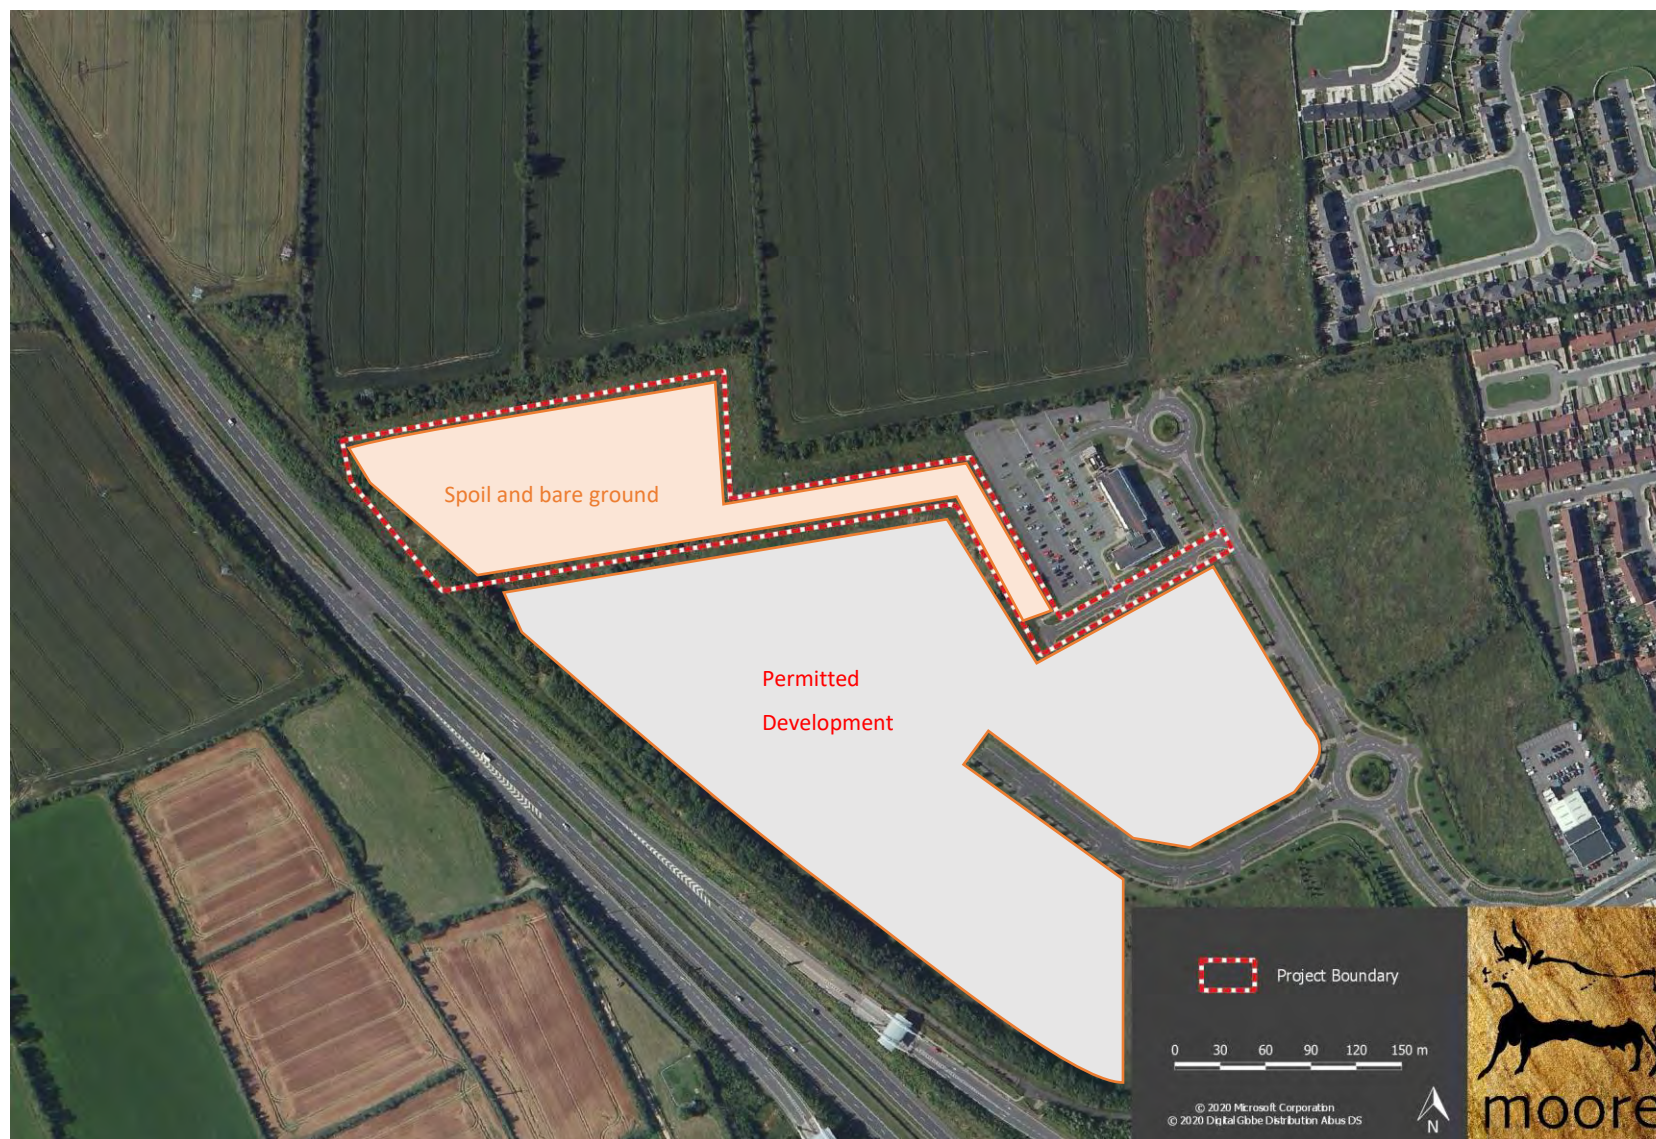 Spoil and bare ground
Permitted
Development
Project Boundary
0 30 60 90 120 150 m
© 2020 Microsoft Corporation
© 2020 Digital Globe Distribution Abus DS
N
moore